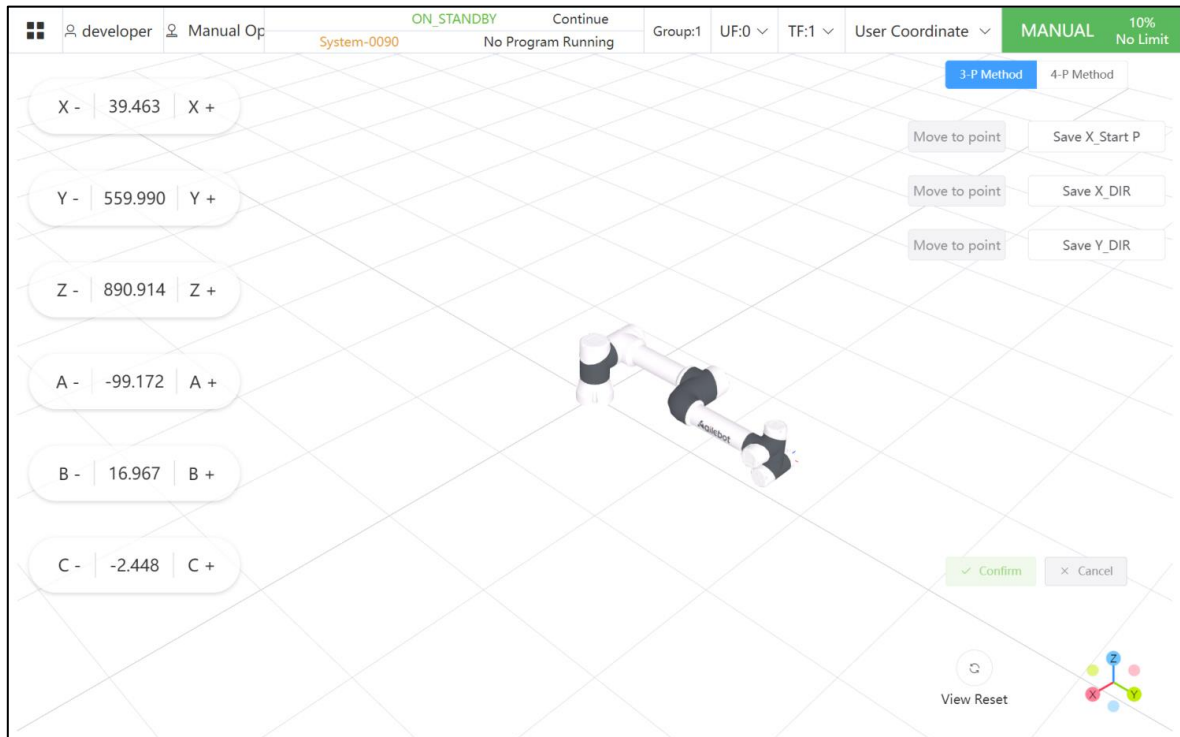 developer
Manual Op
ON_STANDBY Continue
System-0090 No Program Running
Group:1
UF:0
TF:1
User Coordinate
MANUAL
10%
No Limit
3-P Method 4-P Method
X - 39.463 X +
Move to point Save X_Start P
Y - 559.990 Y +
Move to point Save X_DIR
Move to point Save Y_DIR
Z - 890.914 Z +
A - -99.172 A +
Agilebot
B - 16.967 B +
C - -2.448 C +
Confirm × Cancel
View Reset
Z
X Y